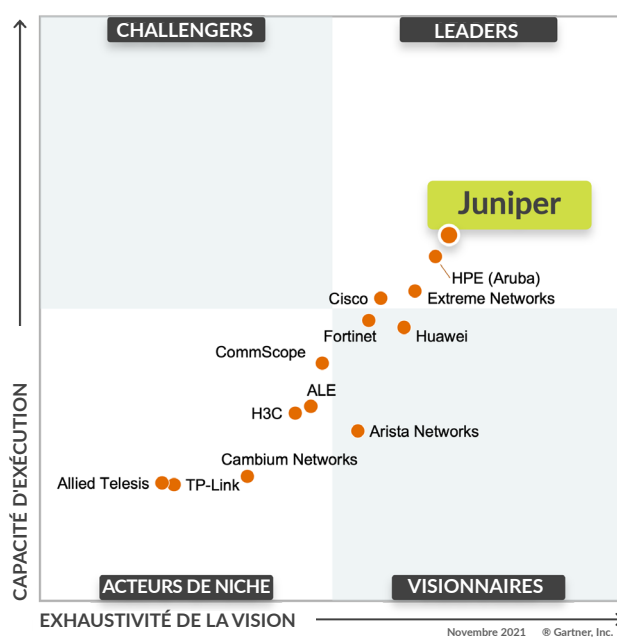 CHALLENGERS
LEADERS
Juniper
HPE (Aruba)
Cisco
Extreme Networks
Fortinet
Huawei
CommScope
ALE
H3C
Arista Networks
Cambium Networks
Allied Telesis
TP-Link
CAPACITÉ D'EXÉCUTION
ACTEURS DE NICHE
VISIONNAIRES
EXHAUSTIVITÉ DE LA VISION
Novembre 2021 ® Gartner, Inc.